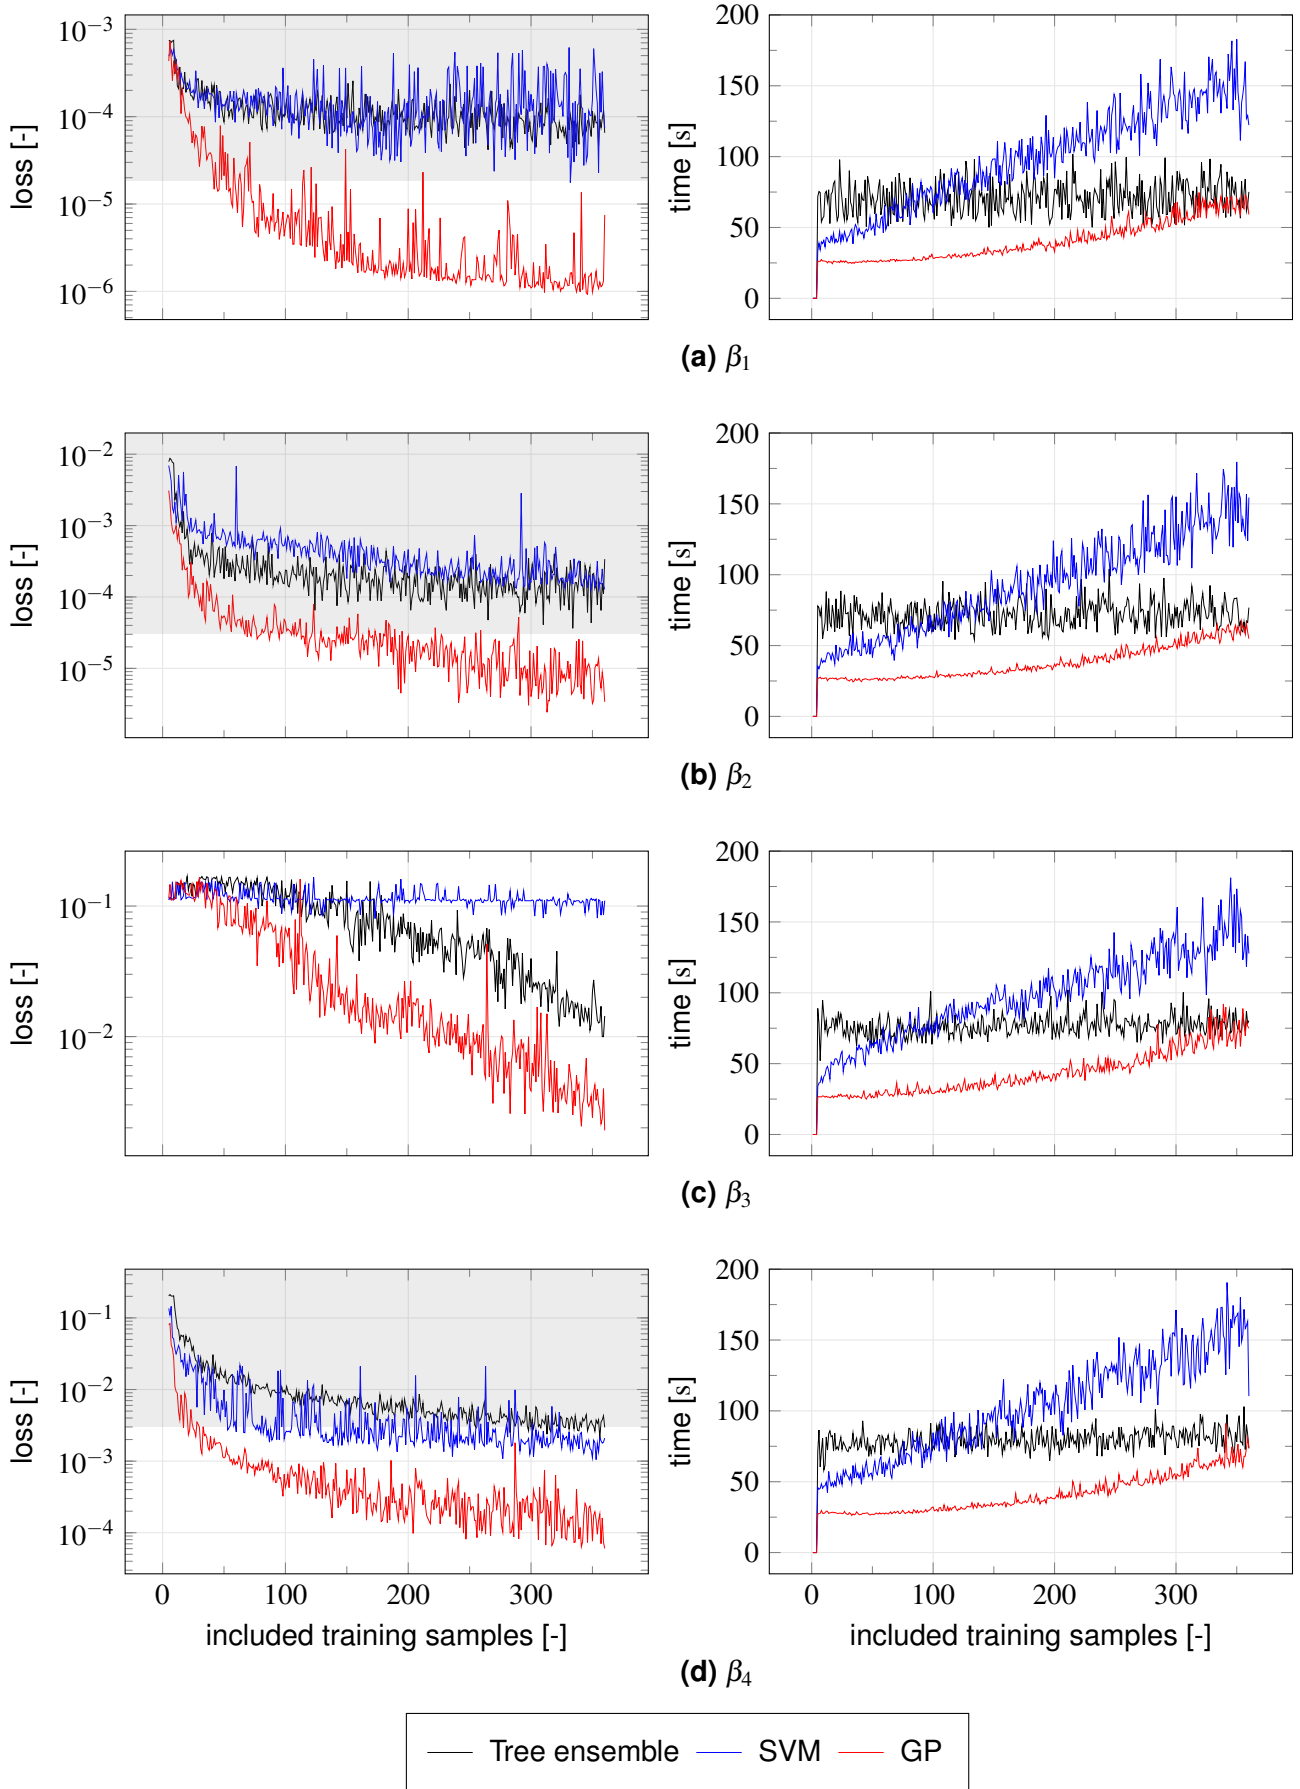 10⁻³
10⁻⁴
10⁻⁵
10⁻⁶
loss [-]
200
150
100
50
0
time [s]
(a) β₁
10⁻²
10⁻³
10⁻⁴
10⁻⁵
loss [-]
200
150
100
50
0
time [s]
(b) β₂
10⁻¹
10⁻²
loss [-]
200
150
100
50
0
time [s]
(c) β₃
10⁻¹
10⁻²
10⁻³
10⁻⁴
loss [-]
0 100 200 300
included training samples [-]
200
150
100
50
0
time [s]
0 100 200 300
included training samples [-]
(d) β₄
Tree ensemble SVM GP